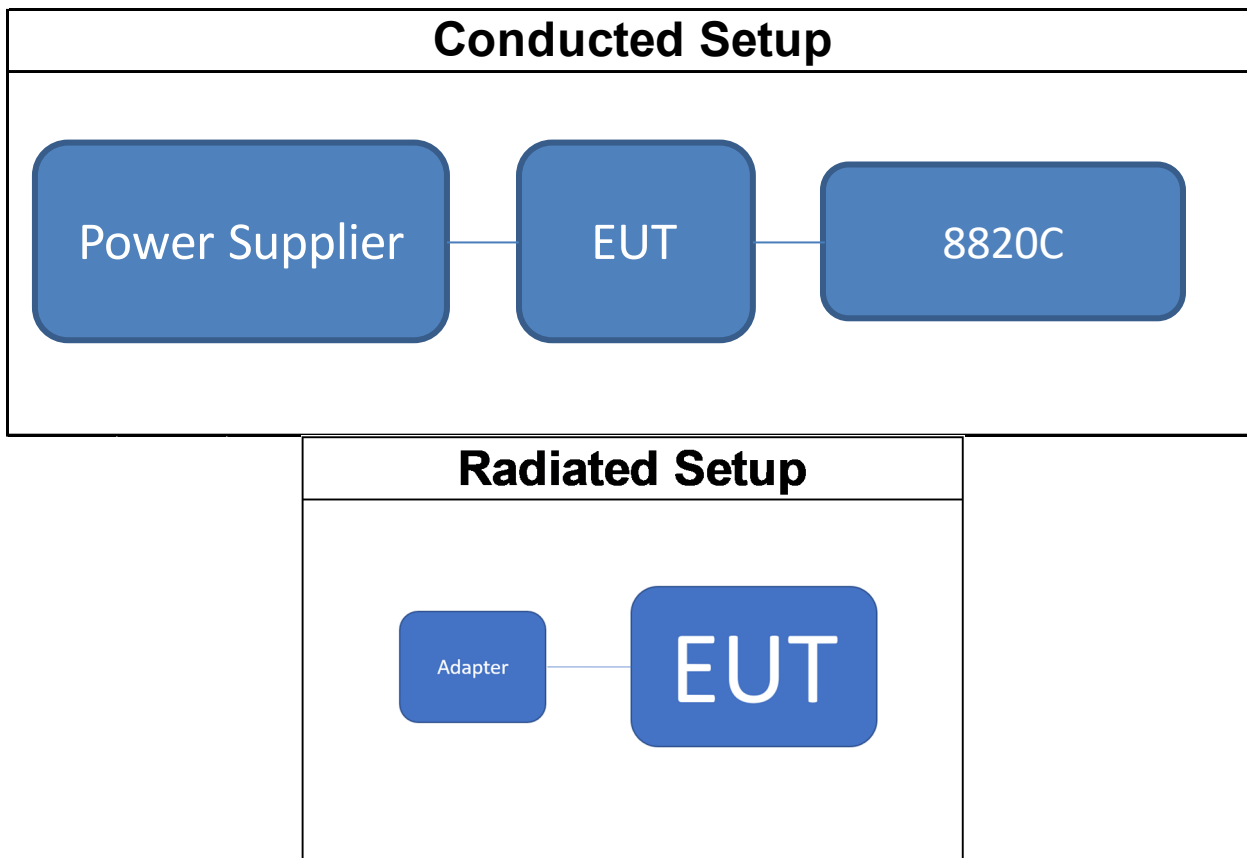 Conducted Setup
Power Supplier
EUT
8820C
Radiated Setup
Adapter
EUT